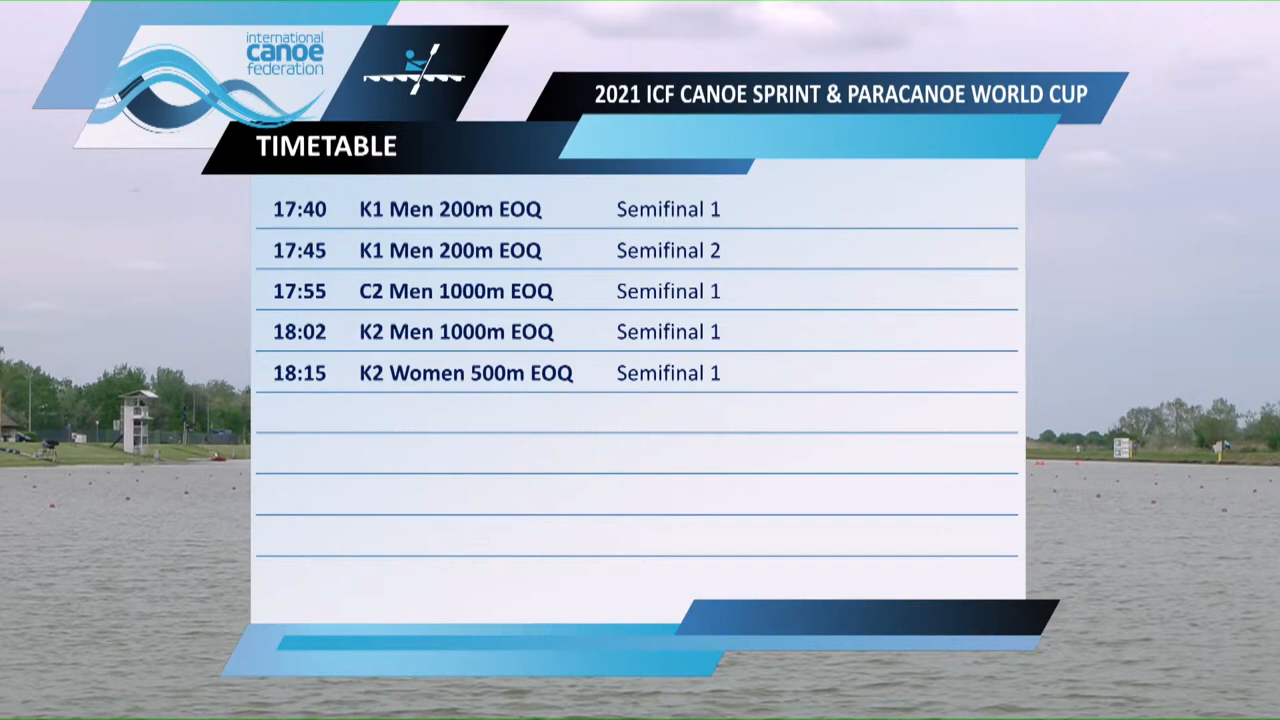 international
canoe
federation
2021 ICF CANOE SPRINT & PARACANOE WORLD CUP
TIMETABLE
17:40 K1 Men 200m EOQ Semifinal 1
17:45 K1 Men 200m EOQ Semifinal 2
17:55 C2 Men 1000m EOQ Semifinal 1
18:02 K2 Men 1000m EOQ Semifinal 1
18:15 K2 Women 500m EOQ Semifinal 1